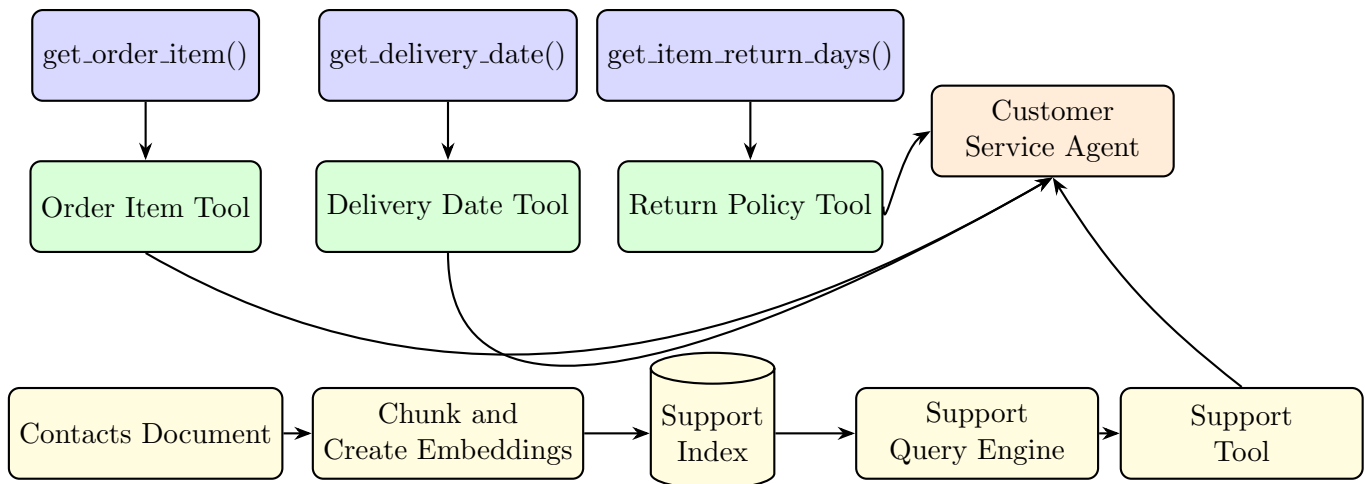 get_order_item()
get_delivery_date()
get_item_return_days()
Customer
Service Agent
Order Item Tool
Delivery Date Tool
Return Policy Tool
Contacts Document
Chunk and
Create Embeddings
Support
Index
Support
Query Engine
Support
Tool